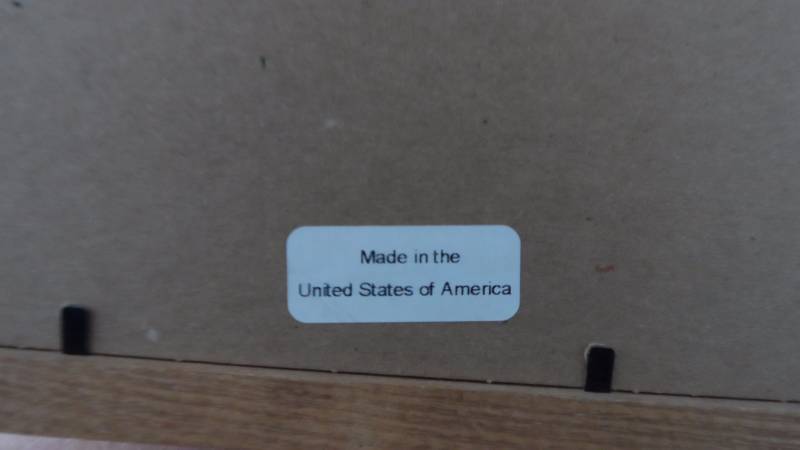 Made in the
United States of America